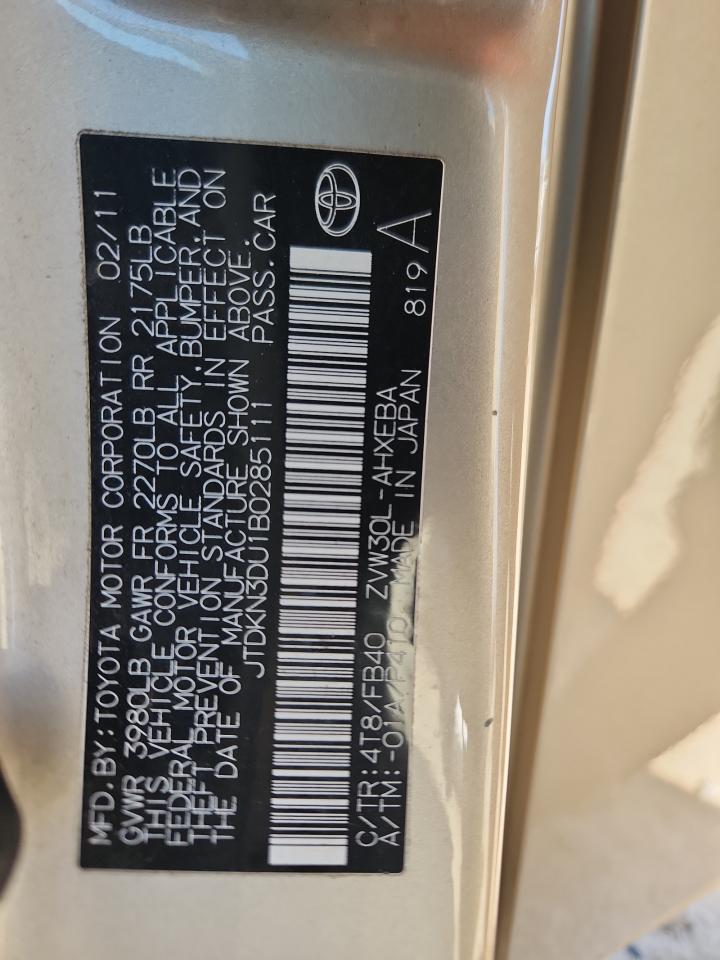 MFD. BY: TOYOTA MOTOR CORPORATION 02/11
GVWR 3980LB GAWR FR 2270LB RR 2175LB
THIS VEHICLE CONFORMS TO ALL APPLICABLE
FEDERAL MOTOR VEHICLE SAFETY, BUMPER, AND
THEFT PREVENTION STANDARDS IN EFFECT ON
THE DATE OF MANUFACTURE SHOWN ABOVE.
JTDKN3DU1B0285111 PASS. CAR
C/TR: 4T8/FB40 ZVW30L-AHXEBA
A/TM: -01A/P410 MADE IN JAPAN 819 A